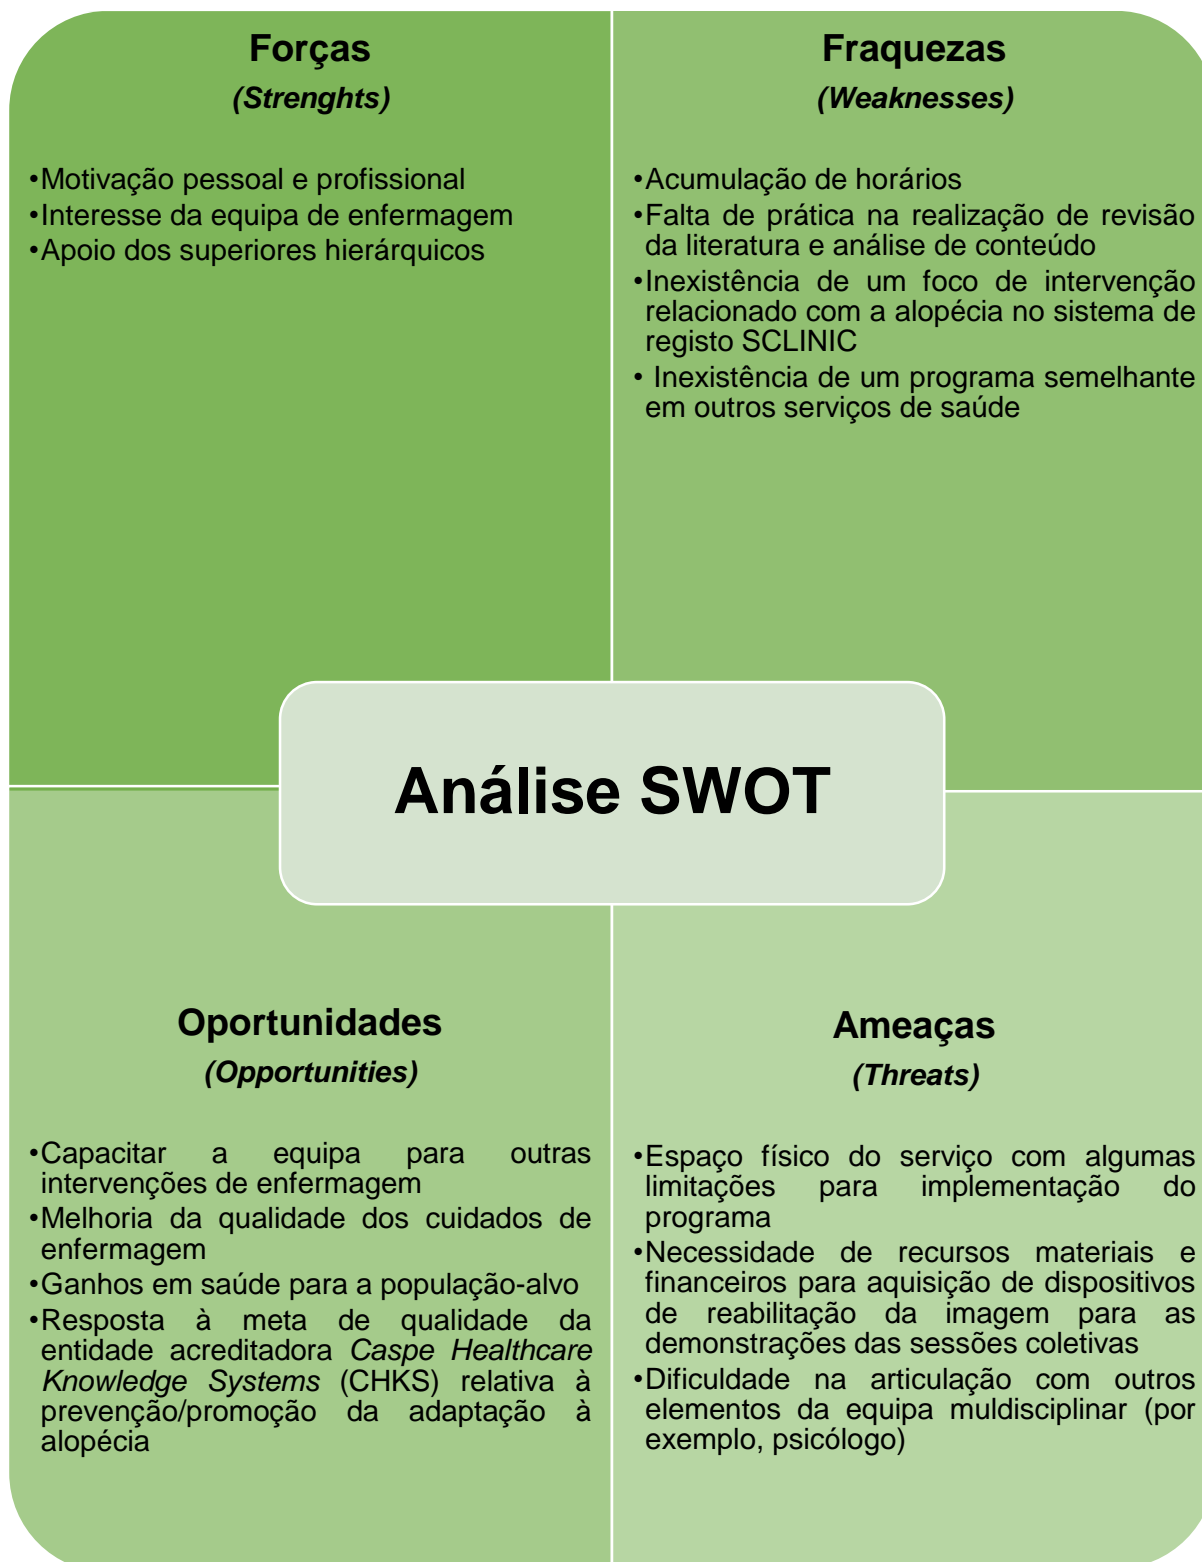 Forças
(Strenghts)
•Motivação pessoal e profissional
•Interesse da equipa de enfermagem
•Apoio dos superiores hierárquicos
Fraquezas
(Weaknesses)
•Acumulação de horários
•Falta de prática na realização de revisão
da literatura e análise de conteúdo
•Inexistência de um foco de intervenção
relacionado com a alopécia no sistema de
registo SCLINIC
• Inexistência de um programa semelhante
em outros serviços de saúde
Análise SWOT
Oportunidades
(Opportunities)
•Capacitar a equipa para outras
intervenções de enfermagem
•Melhoria da qualidade dos cuidados de
enfermagem
•Ganhos em saúde para a população-alvo
•Resposta à meta de qualidade da
entidade acreditadora Caspe Healthcare
Knowledge Systems (CHKS) relativa à
prevenção/promoção da adaptação à
alopécia
Ameaças
(Threats)
•Espaço físico do serviço com algumas
limitações para implementação do
programa
•Necessidade de recursos materiais e
financeiros para aquisição de dispositivos
de reabilitação da imagem para as
demonstrações das sessões coletivas
•Dificuldade na articulação com outros
elementos da equipa muldisciplinar (por
exemplo, psicólogo)